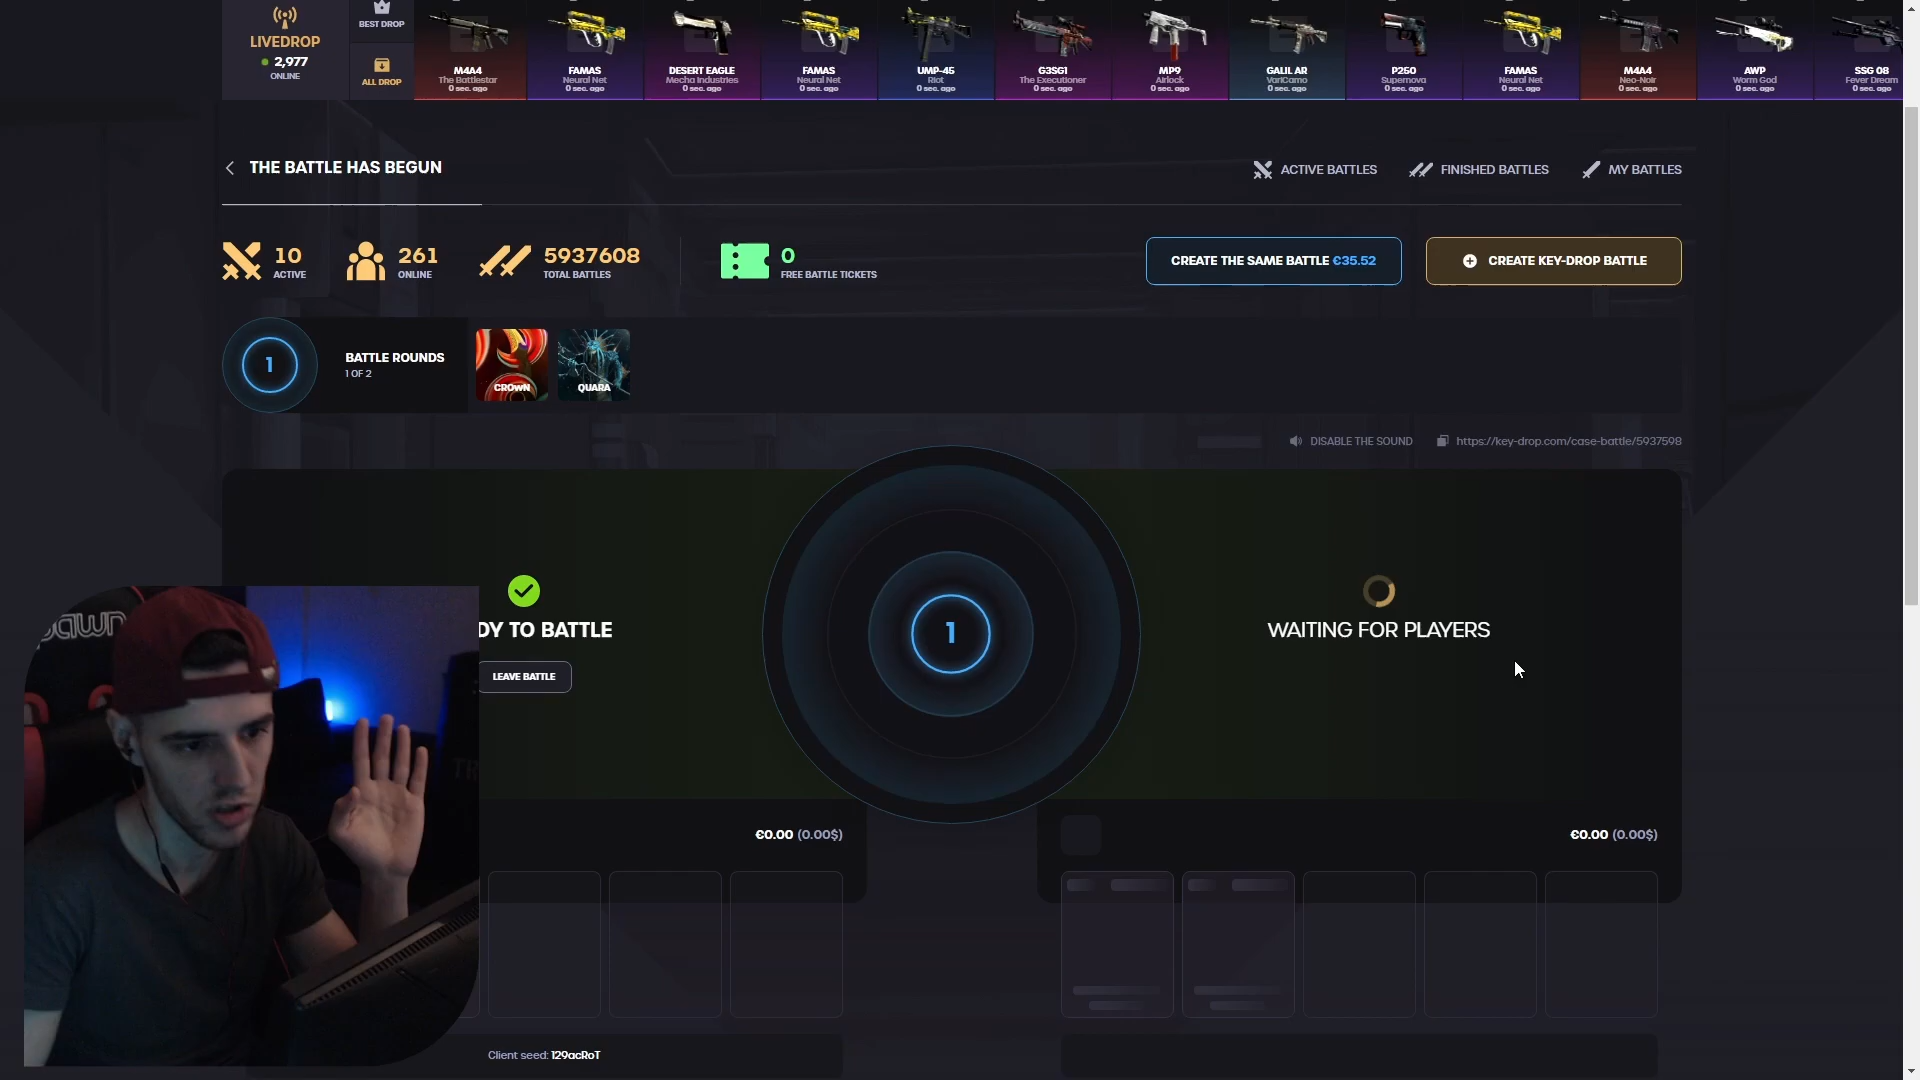 LIVEDROP
2,977
ONLINE
BEST DROP
ALL DROP
M4A4
The Battlestar
0 sec. ago
FAMAS
Neural Net
0 sec. ago
DESERT EAGLE
Mecha Industries
0 sec. ago
FAMAS
Neural Net
0 sec. ago
UMP-45
Riot
0 sec. ago
G3SG1
The Executioner
0 sec. ago
MP9
Airlock
0 sec. ago
GALIL AR
VariCamo
0 sec. ago
P250
Supernova
0 sec. ago
FAMAS
Neural Net
0 sec. ago
M4A4
Neo-Noir
0 sec. ago
AWP
Worm God
0 sec. ago
SSG 08
Fever Dream
0 sec. ago
THE BATTLE HAS BEGUN
ACTIVE BATTLES
FINISHED BATTLES
MY BATTLES
10
ACTIVE
261
ONLINE
5937608
TOTAL BATTLES
0
FREE BATTLE TICKETS
CREATE THE SAME BATTLE €35.52
CREATE KEY-DROP BATTLE
1
BATTLE ROUNDS
1 OF 2
CROWN
QUARA
DISABLE THE SOUND
https://key-drop.com/case-battle/5937598
DY TO BATTLE
LEAVE BATTLE
1
WAITING FOR PLAYERS
€0.00 (0.00$)
€0.00 (0.00$)
Client seed: 129acRoT